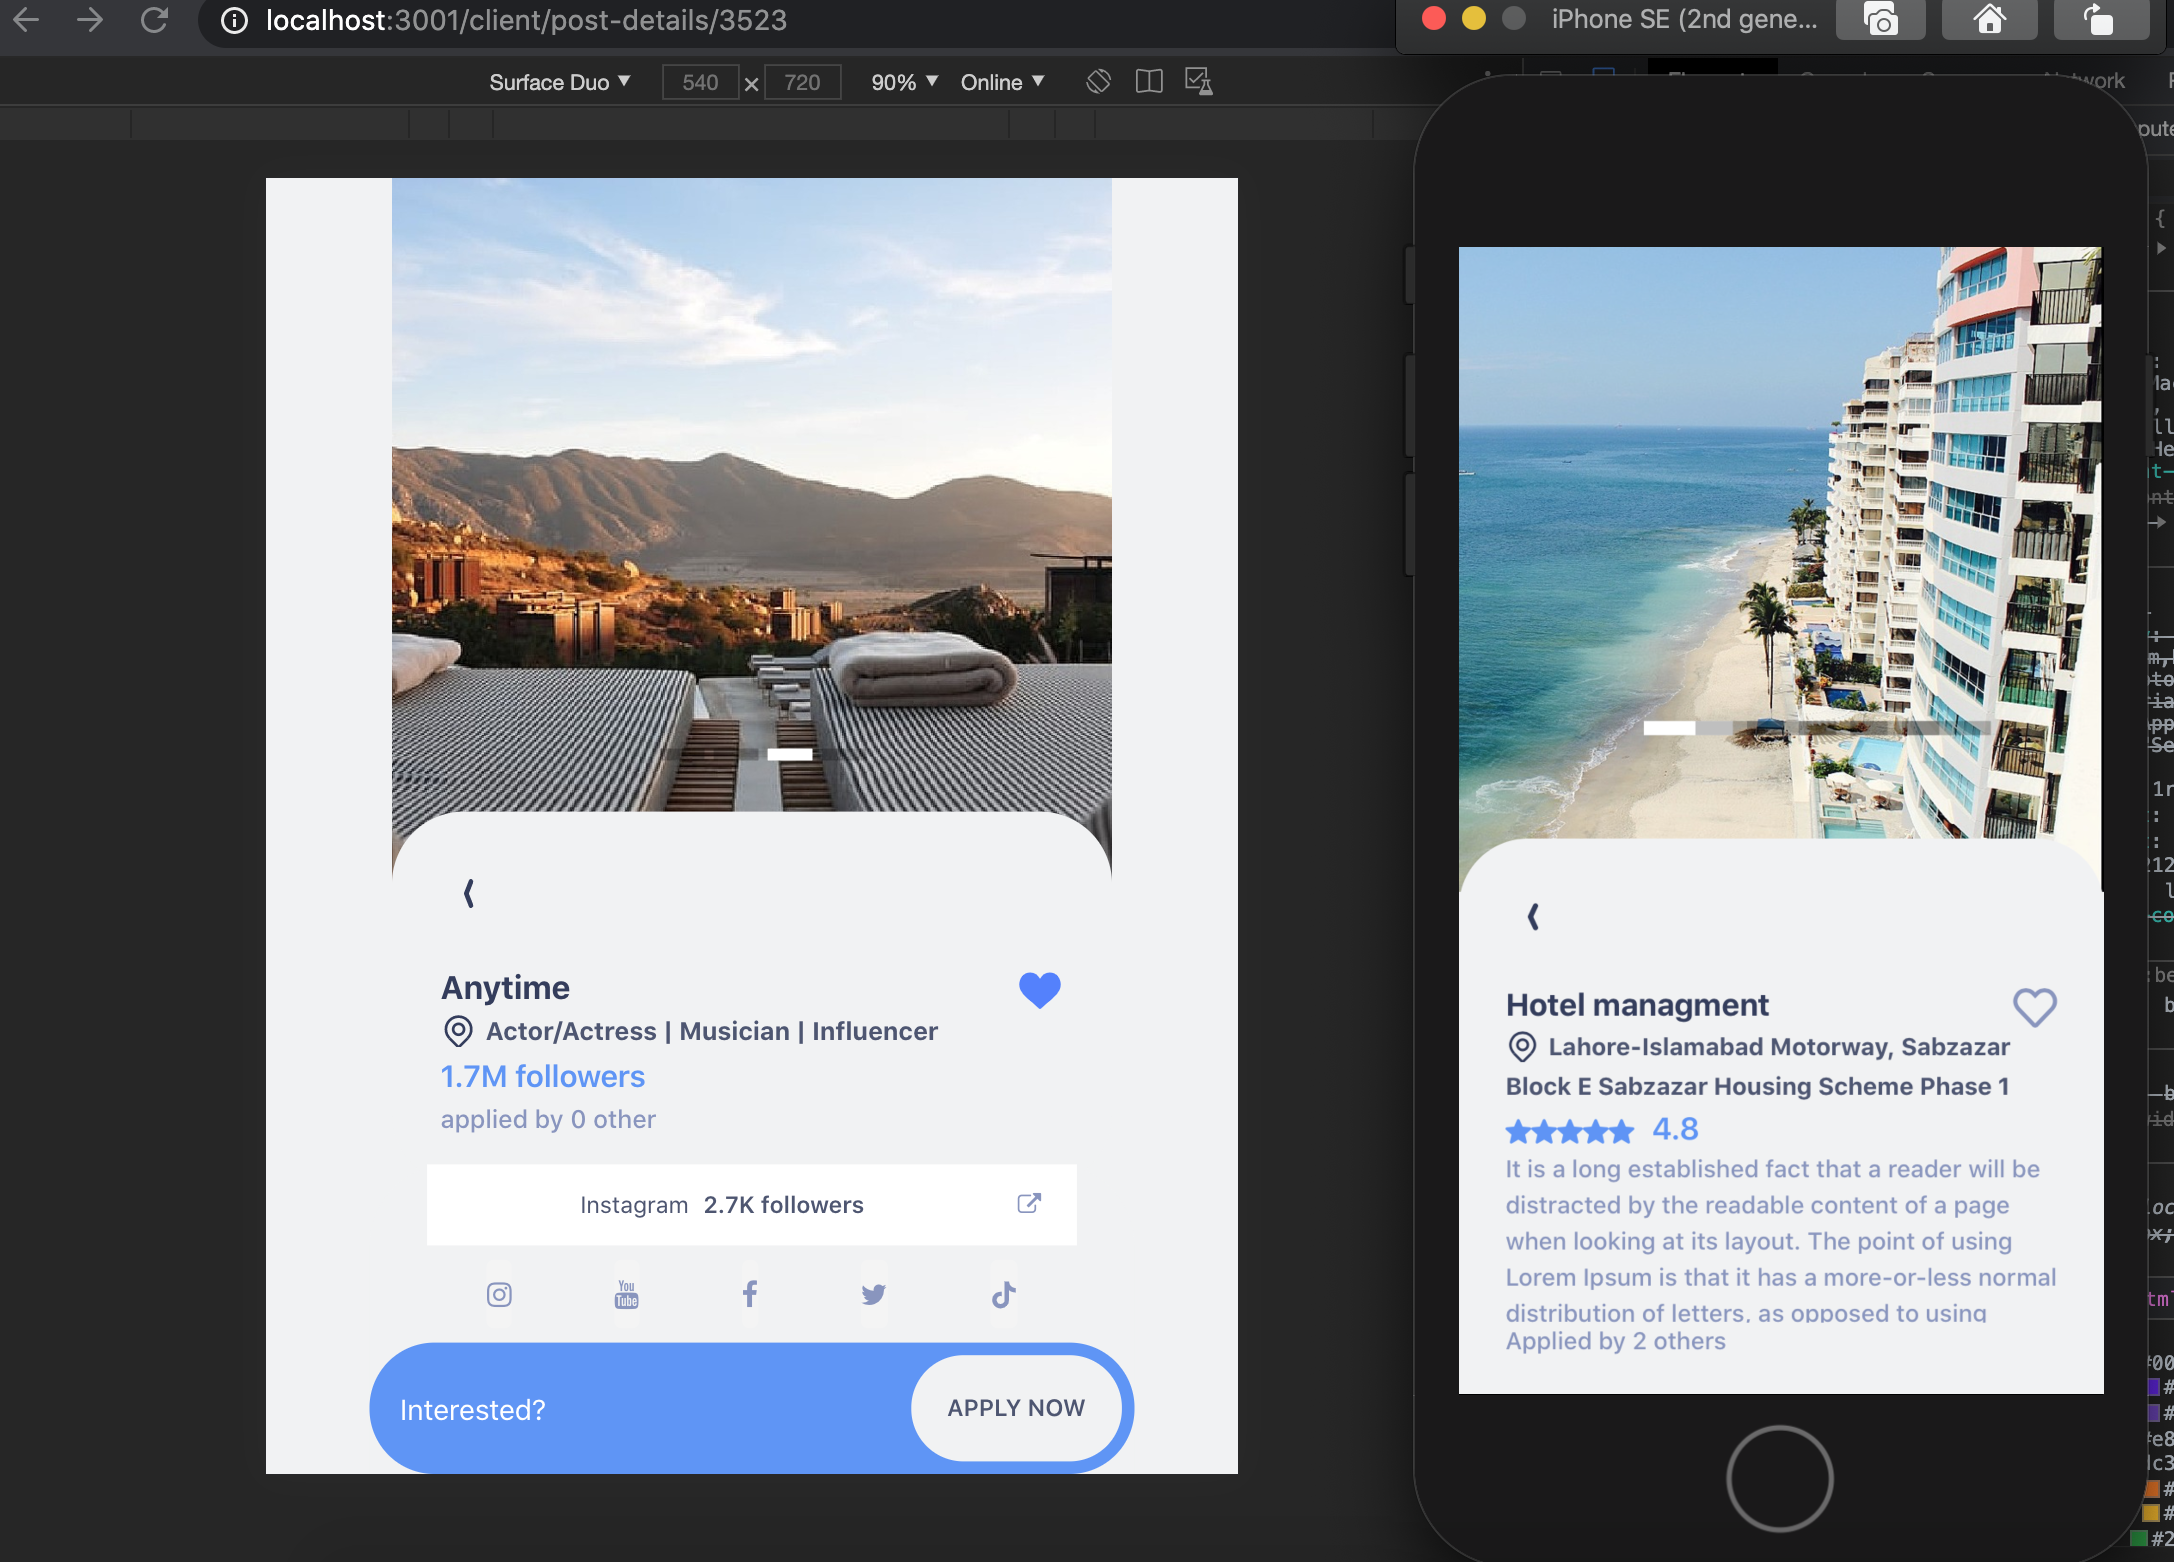 localhost:3001/client/post-details/3523
iPhone SE (2nd gene...
Surface Duo
540
×
720
90%
Online
Anytime
Actor/Actress | Musician | Influencer
1.7M followers
applied by 0 other
Instagram 2.7K followers
You
Tube
Interested?
APPLY NOW
Hotel managment
Lahore-Islamabad Motorway, Sabzazar
Block E Sabzazar Housing Scheme Phase 1
4.8
It is a long established fact that a reader will be
distracted by the readable content of a page
when looking at its layout. The point of using
Lorem Ipsum is that it has a more-or-less normal
distribution of letters, as opposed to using
Applied by 2 others